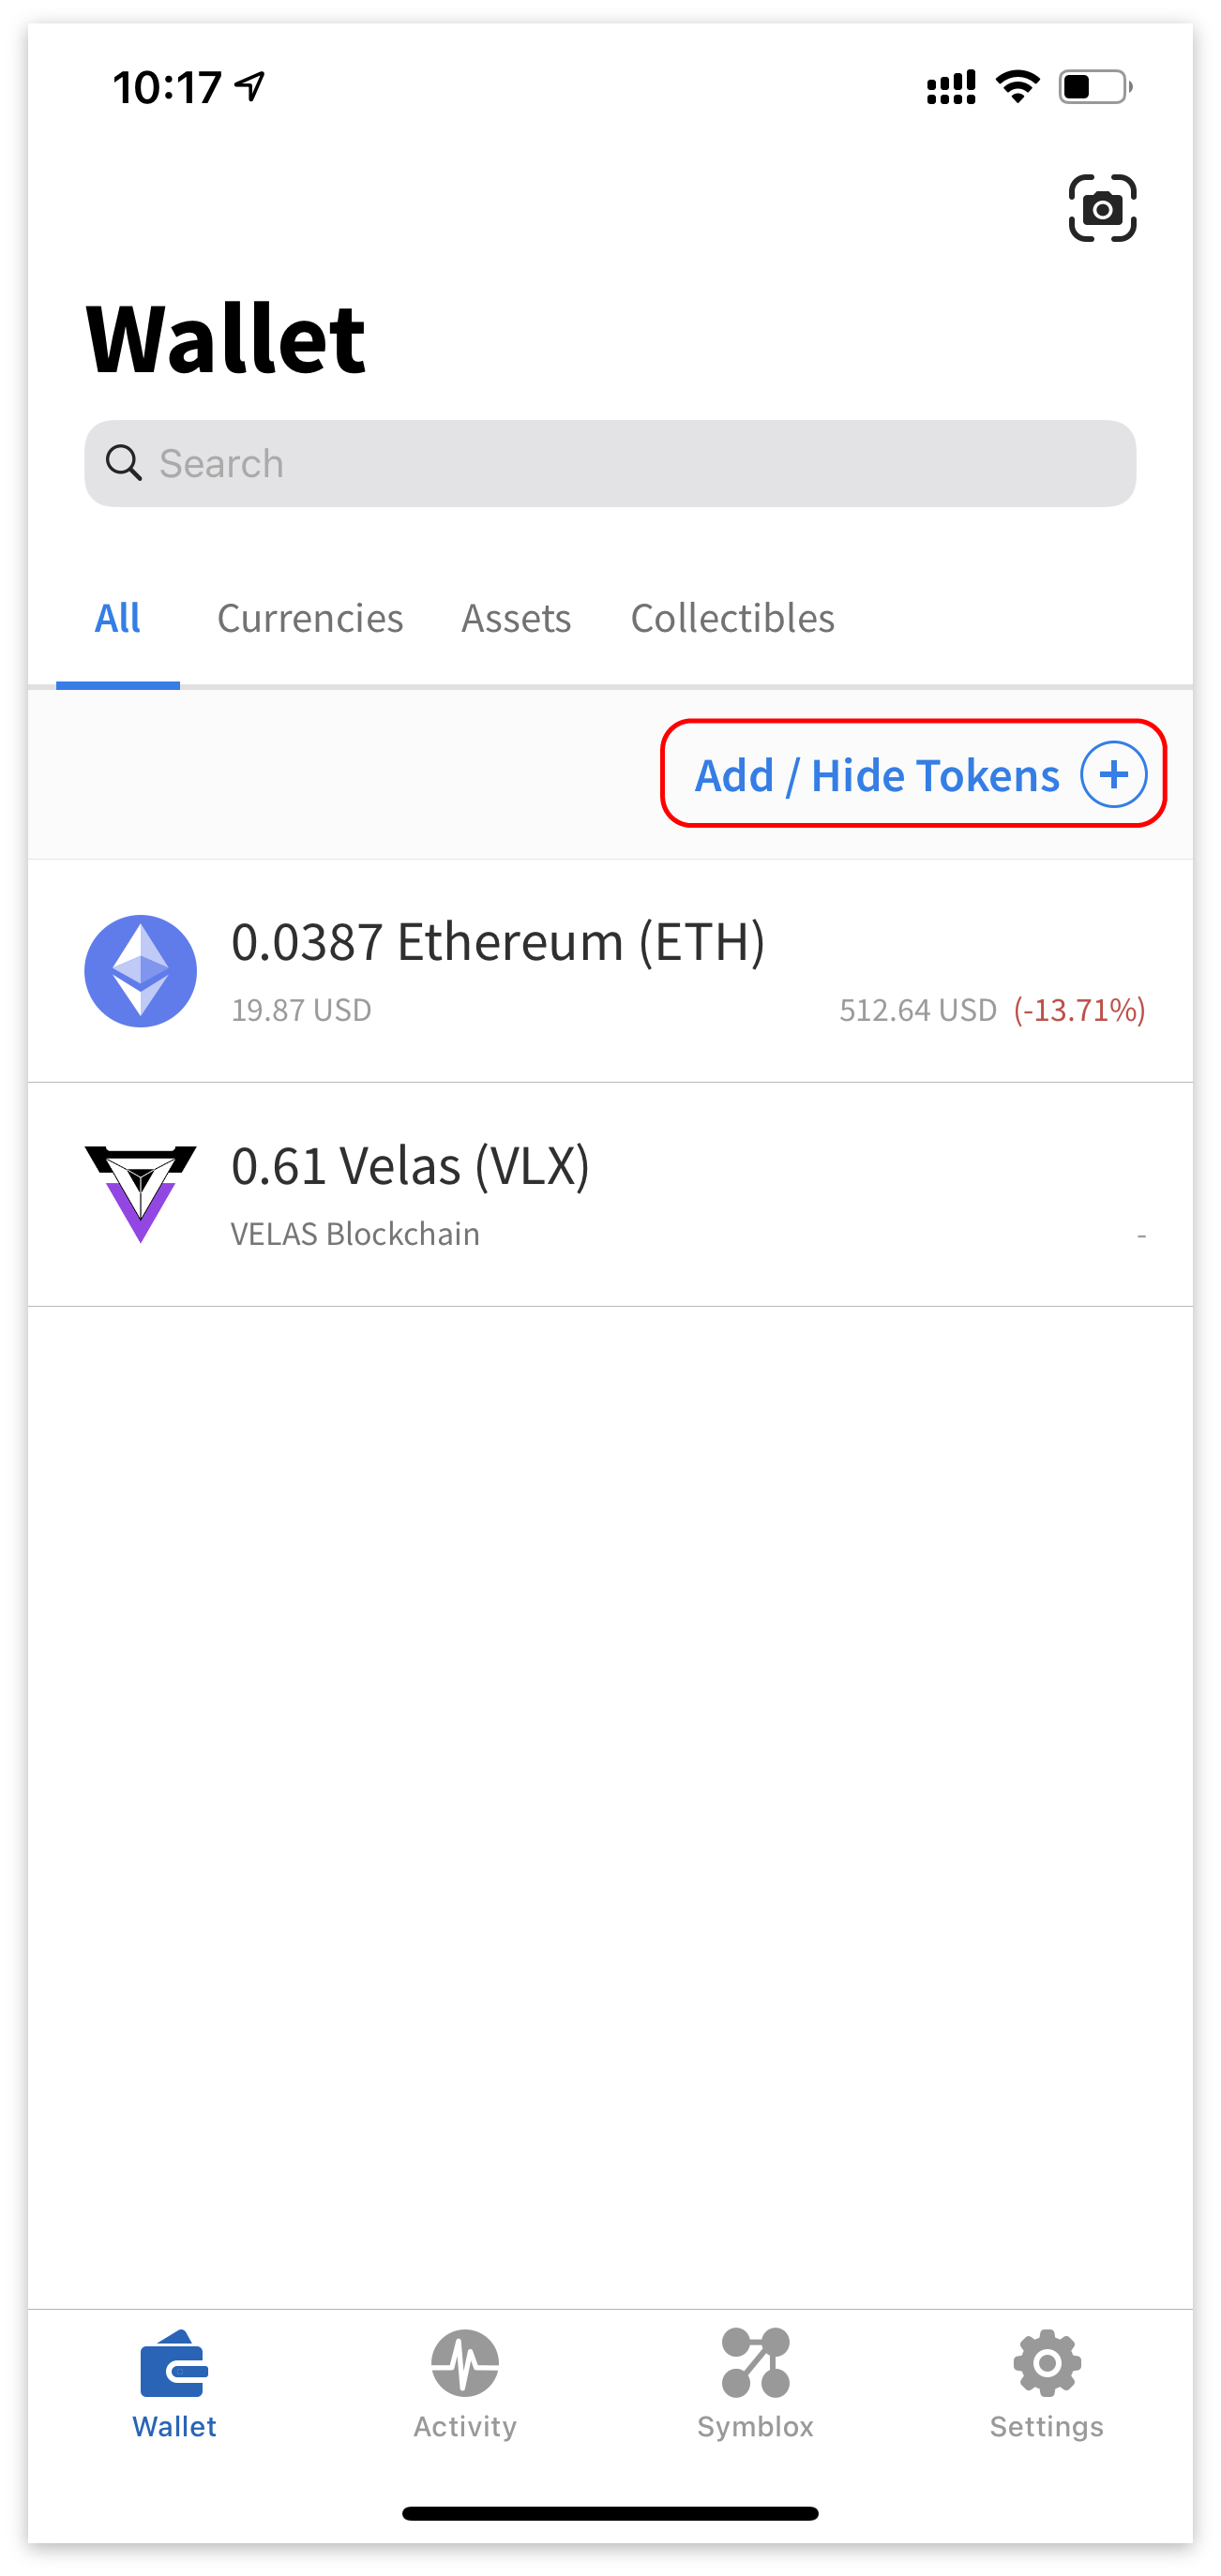 10:17
Wallet
Search
All Currencies Assets Collectibles
Add / Hide Tokens
0.0387 Ethereum (ETH)
19.87 USD 512.64 USD (-13.71%)
0.61 Velas (VLX)
VELAS Blockchain -
Wallet Activity Symblox Settings